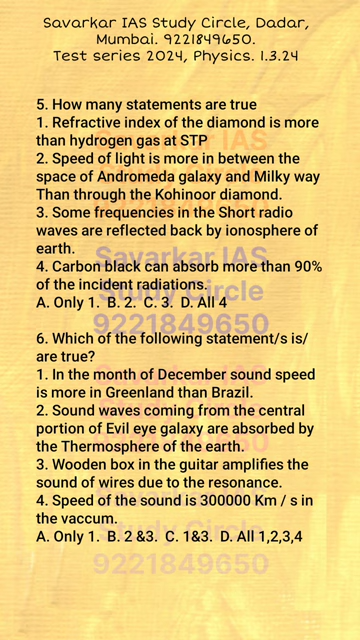 Savarkar IAS Study Circle, Dadar,
Mumbai. 9221849650.
Test series 2024, Physics. 1.3.24
5. How many statements are true
1. Refractive index of the diamond is more
than hydrogen gas at STP
2. Speed of light is more in between the
space of Andromeda galaxy and Milky way
Than through the Kohinoor diamond.
3. Some frequencies in the Short radio
waves are reflected back by ionosphere of
earth.
4. Carbon black can absorb more than 90%
of the incident radiations.
A. Only 1. B. 2. C. 3. D. All 4
6. Which of the following statement/s is/
are true?
1. In the month of December sound speed
is more in Greenland than Brazil.
2. Sound waves coming from the central
portion of Evil eye galaxy are absorbed by
the Thermosphere of the earth.
3. Wooden box in the guitar amplifies the
sound of wires due to the resonance.
4. Speed of the sound is 300000 Km / s in
the vaccum.
A. Only 1. B. 2 &3. C. 1&3. D. All 1,2,3,4
Savarkar IAS
Study Circle
9221849650
Study Circle
9221849650